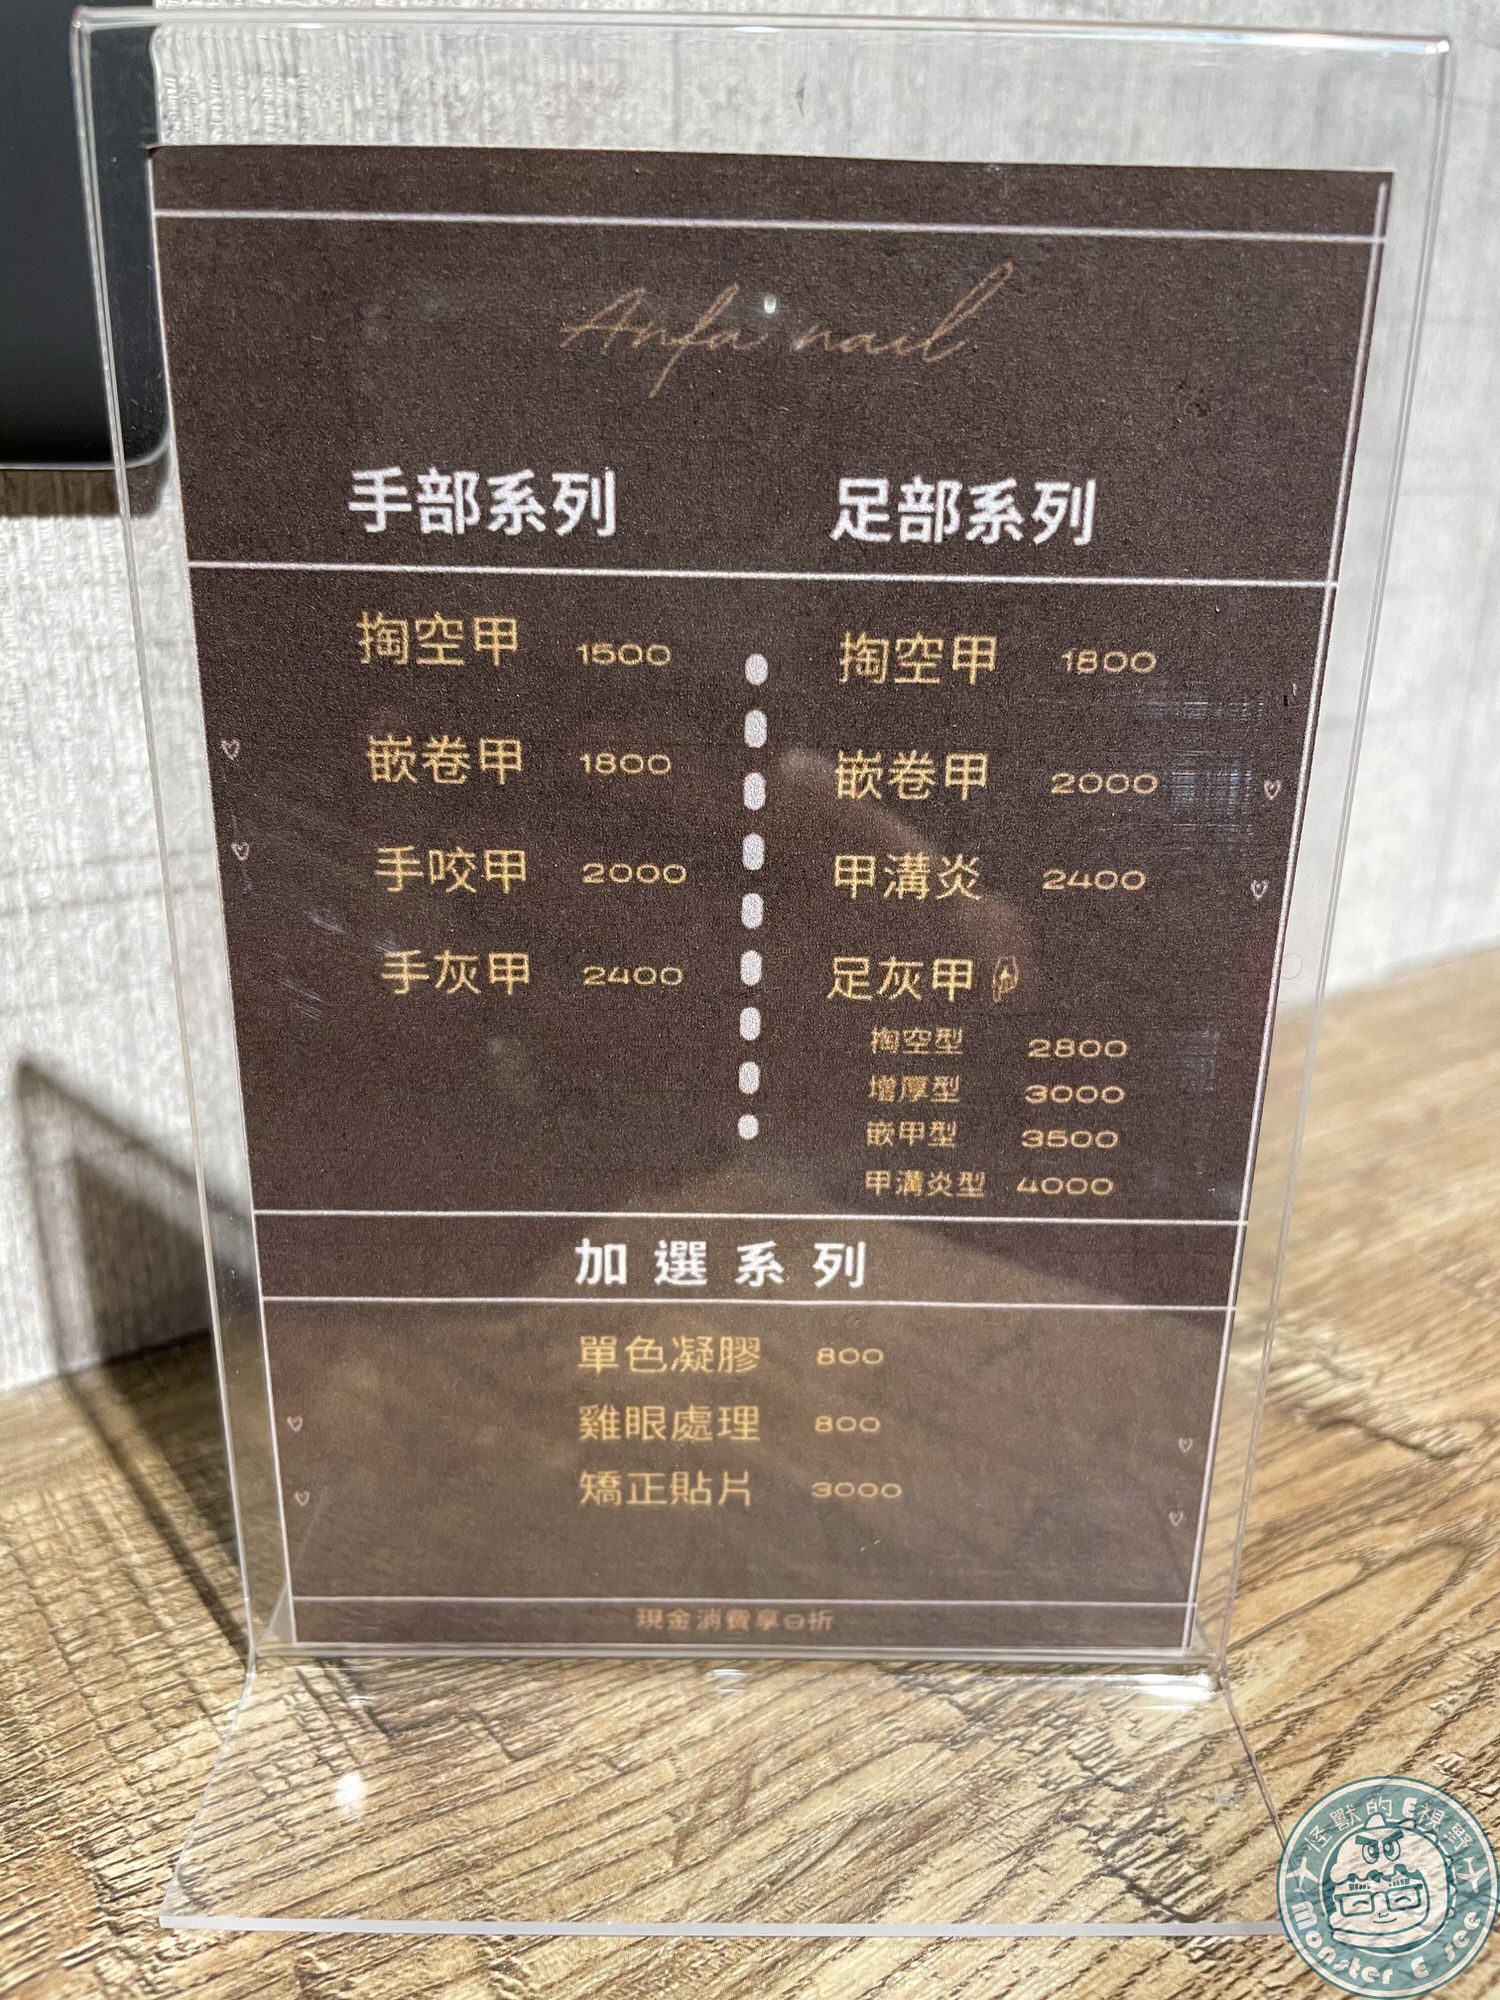 Anfa nail
手部系列
掏空甲 1500
嵌卷甲 1800
手咬甲 2000
手灰甲 2400
足部系列
掏空甲 1800
嵌卷甲 2000
甲溝炎 2400
足灰甲
掏空型 2800
增厚型 3000
嵌甲型 3500
甲溝炎型 4000
加選系列
單色凝膠 800
雞眼處理 800
矯正貼片 3000
現金消費享9折
怪獸的E視野
monster E see